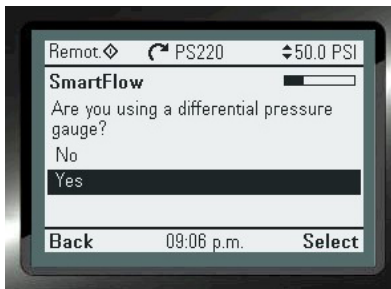 Remot. PS220 50.0 PSI
SmartFlow
Are you using a differential pressure
gauge?
No
Yes
Back 09:06 p.m. Select